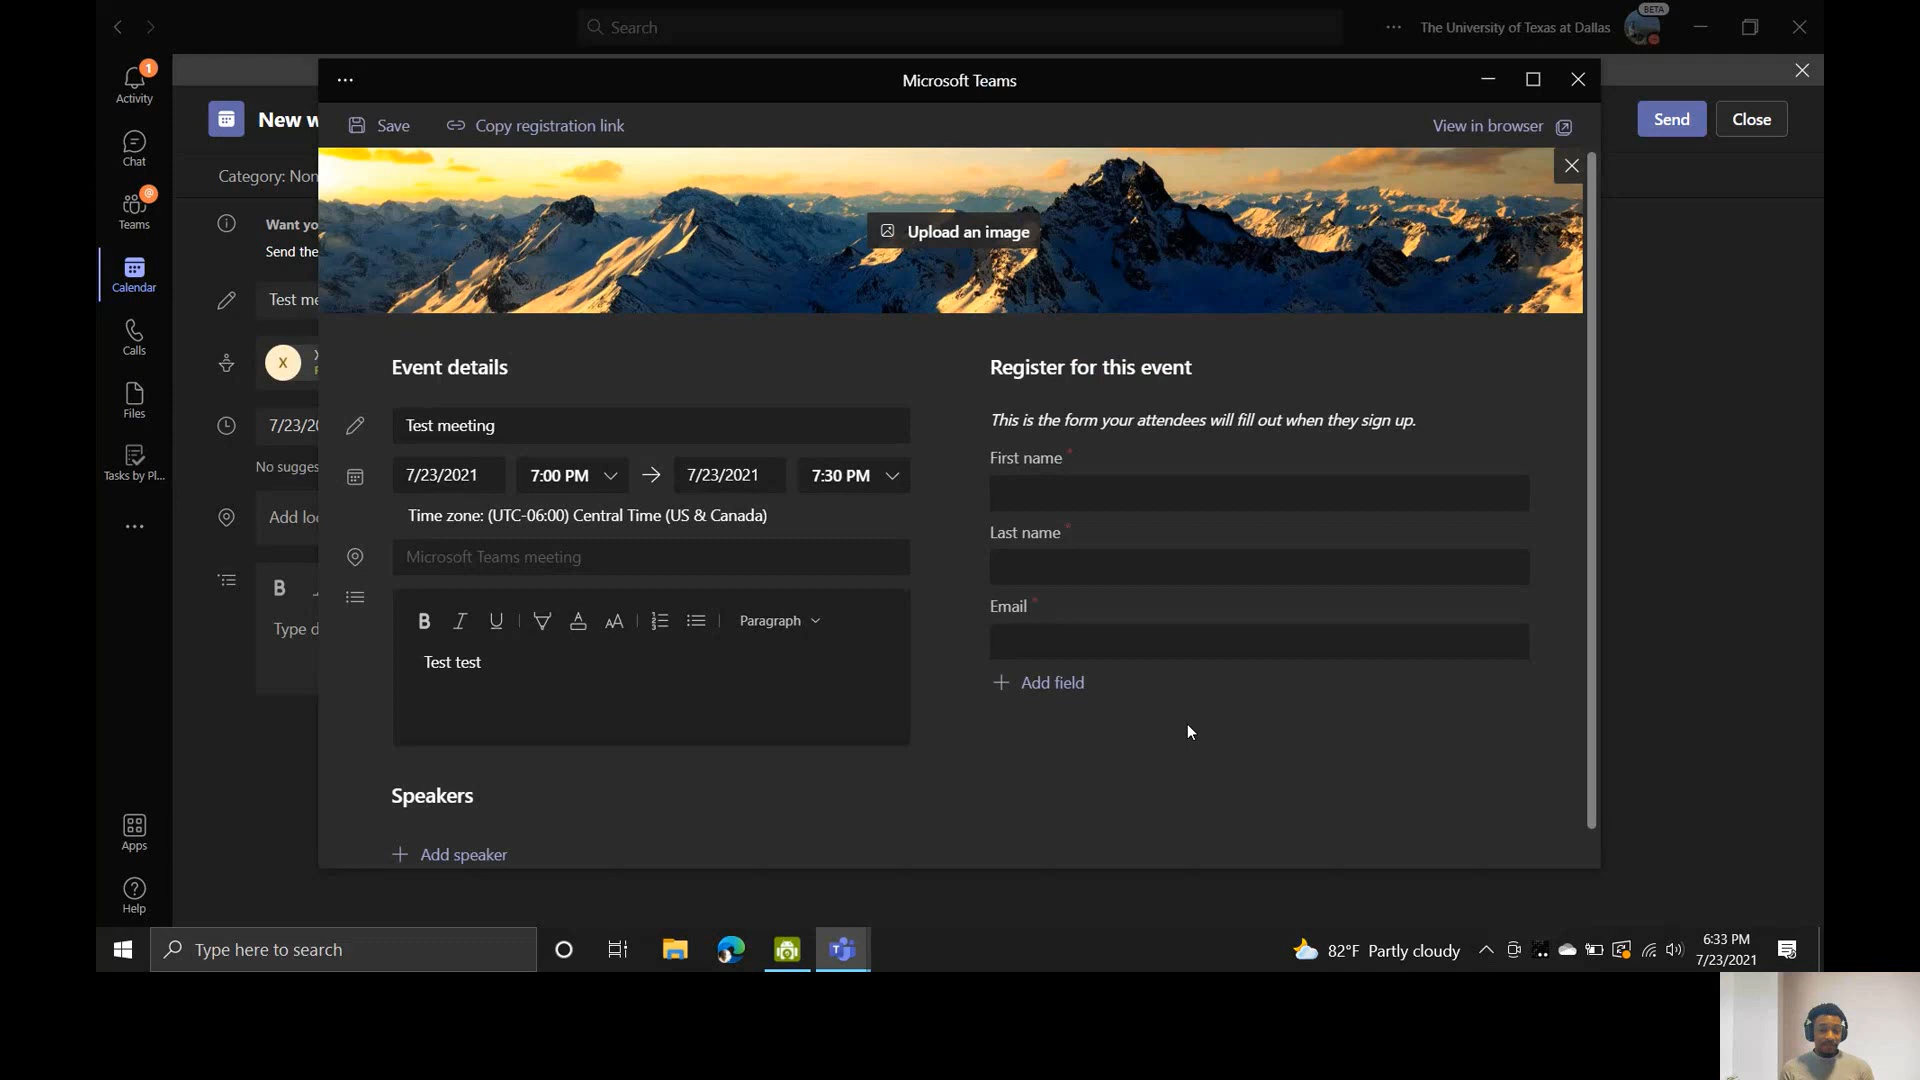 Search
The University of Texas at Dallas
BETA
1
Activity
Chat
Teams
Calendar
Calls
Files
Tasks by Pl...
Apps
Help
New w
Send
Close
Category: Non
Want yo
Send the
Test me
X
7/23/20
No sugges
Add loc
B
Type d
Microsoft Teams
Save
Copy registration link
View in browser
Upload an image
Event details
Test meeting
7/23/2021
7:00 PM
7/23/2021
7:30 PM
Time zone: (UTC-06:00) Central Time (US & Canada)
Microsoft Teams meeting
B I U AA Paragraph
Test test
Speakers
Add speaker
Register for this event
This is the form your attendees will fill out when they sign up.
First name *
Last name *
Email *
Add field
Type here to search
82°F Partly cloudy
6:33 PM
7/23/2021